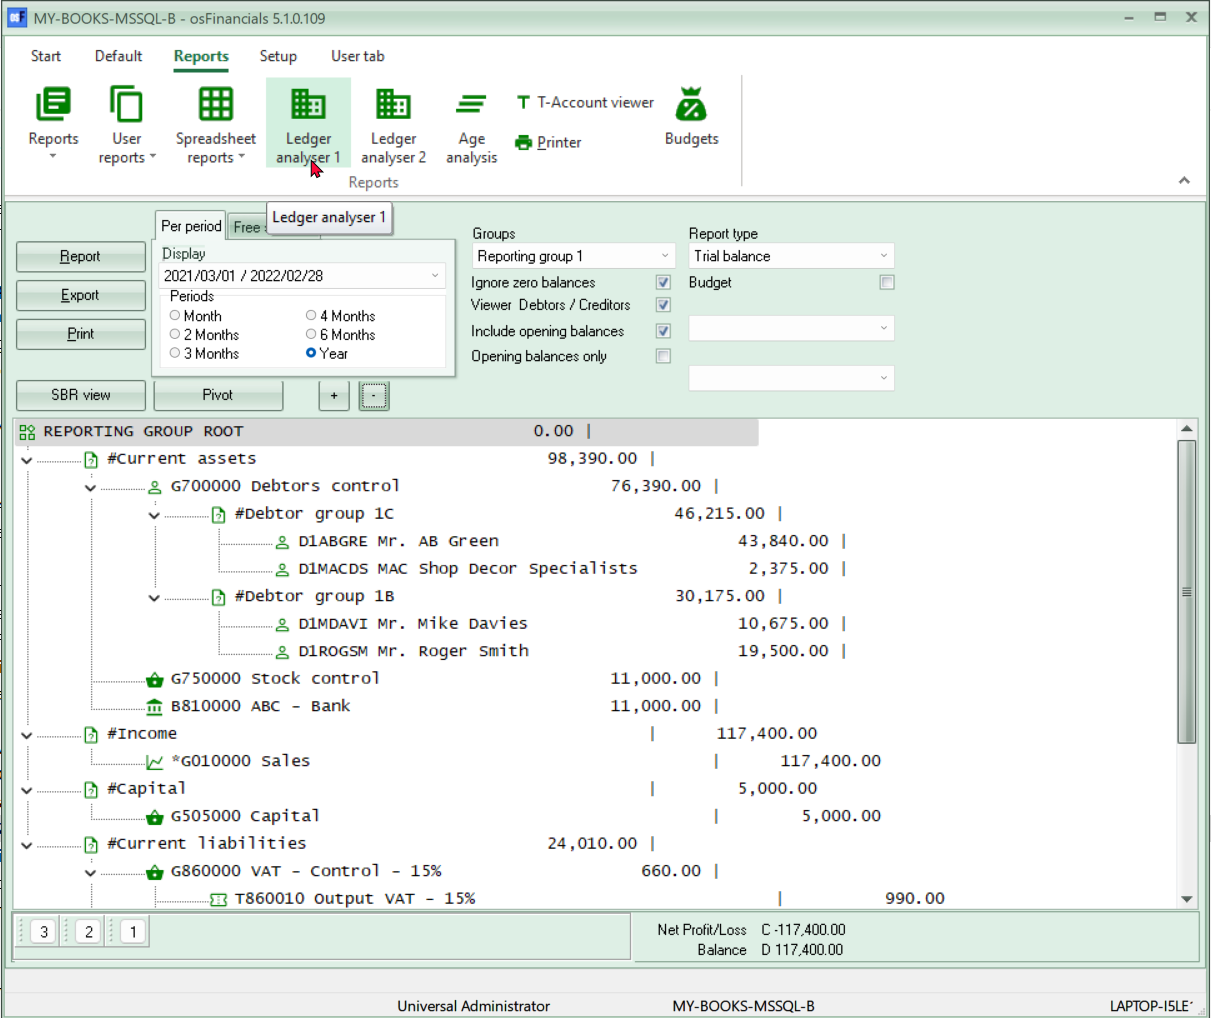 MY-BOOKS-MSSQL-B - osFinancials 5.1.0.109
Start Default Reports Setup User tab
Reports
User reports
Spreadsheet reports
Ledger analyser 1
Ledger analyser 2
Age analysis
T-Account viewer
Printer
Budgets
Reports
Ledger analyser 1
Report
Export
Print
SBR view
Pivot
+
-
Per period
Free
Display
2021/03/01 / 2022/02/28
Periods
Month
4 Months
2 Months
6 Months
3 Months
Year
Groups
Reporting group 1
Ignore zero balances
Viewer Debtors / Creditors
Include opening balances
Opening balances only
Report type
Trial balance
Budget
REPORTING GROUP ROOT 0.00 |
#Current assets 98,390.00 |
G700000 Debtors control 76,390.00 |
#Debtor group 1C 46,215.00 |
D1ABGRE Mr. AB Green 43,840.00 |
D1MACDS MAC Shop Decor Specialists 2,375.00 |
#Debtor group 1B 30,175.00 |
D1MDAVI Mr. Mike Davies 10,675.00 |
D1ROGSM Mr. Roger Smith 19,500.00 |
G750000 Stock control 11,000.00 |
B810000 ABC - Bank 11,000.00 |
#Income | 117,400.00
*G010000 Sales | 117,400.00
#Capital | 5,000.00
G505000 Capital | 5,000.00
#Current liabilities 24,010.00 |
G860000 VAT - Control - 15% 660.00 |
T860010 Output VAT - 15% | 990.00
3 2 1
Net Profit/Loss C -117,400.00
Balance D 117,400.00
Universal Administrator MY-BOOKS-MSSQL-B LAPTOP-I5LE